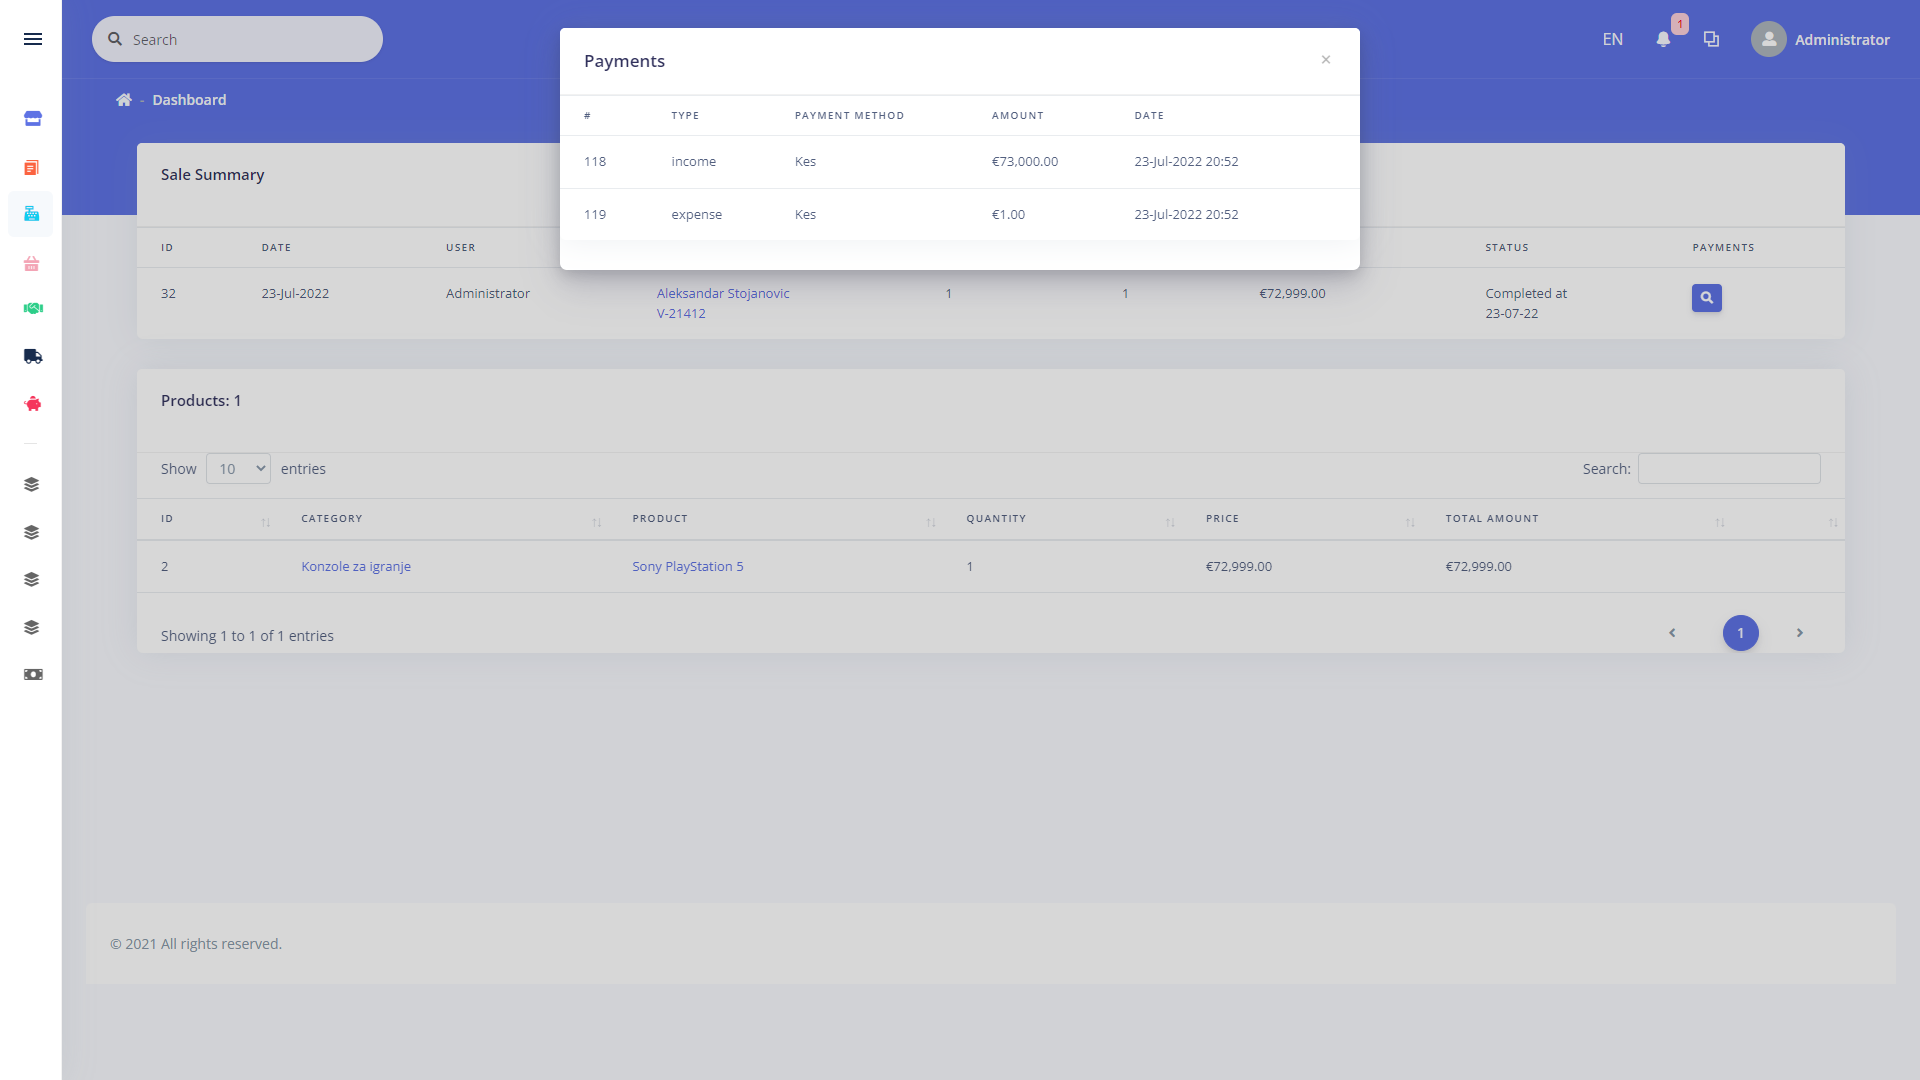 Search
EN
1
Administrator
- Dashboard
Payments
×
# TYPE PAYMENT METHOD AMOUNT DATE
118 income Kes €73,000.00 23-Jul-2022 20:52
119 expense Kes €1.00 23-Jul-2022 20:52
Sale Summary
ID DATE USER STATUS PAYMENTS
32 23-Jul-2022 Administrator Aleksandar Stojanovic 1 1 €72,999.00 Completed at
V-21412 23-07-22
Products: 1
Show 10 entries Search:
ID CATEGORY PRODUCT QUANTITY PRICE TOTAL AMOUNT
2 Konzole za igranje Sony PlayStation 5 1 €72,999.00 €72,999.00
Showing 1 to 1 of 1 entries 1
© 2021 All rights reserved.